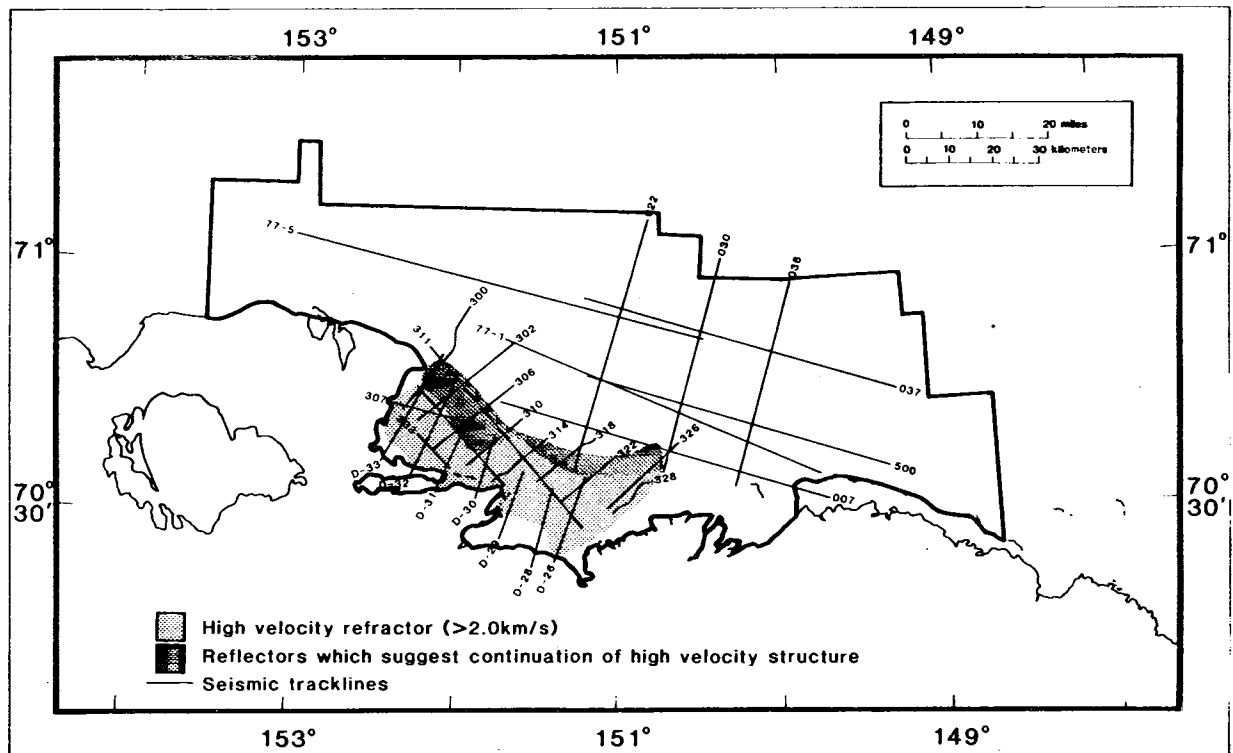 153° 151° 149°
0 10 20 miles
0 10 20 30 kilometers
022
030
038
71° 71°
77-5
300
311
77-1
302
306
307
037
310
314
318
322
326
328
500
007
D-33
D-32
D-31
D-30
D-29
D-28
D-26
70° 30' 70° 30'
High velocity refractor (>2.0km/s)
Reflectors which suggest continuation of high velocity structure
Seismic tracklines
153° 151° 149°